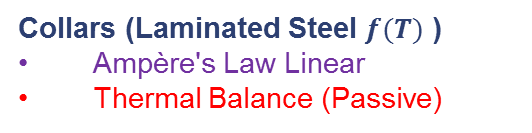 Collars (Laminated Steel f(T) )
• Ampère's Law Linear
• Thermal Balance (Passive)